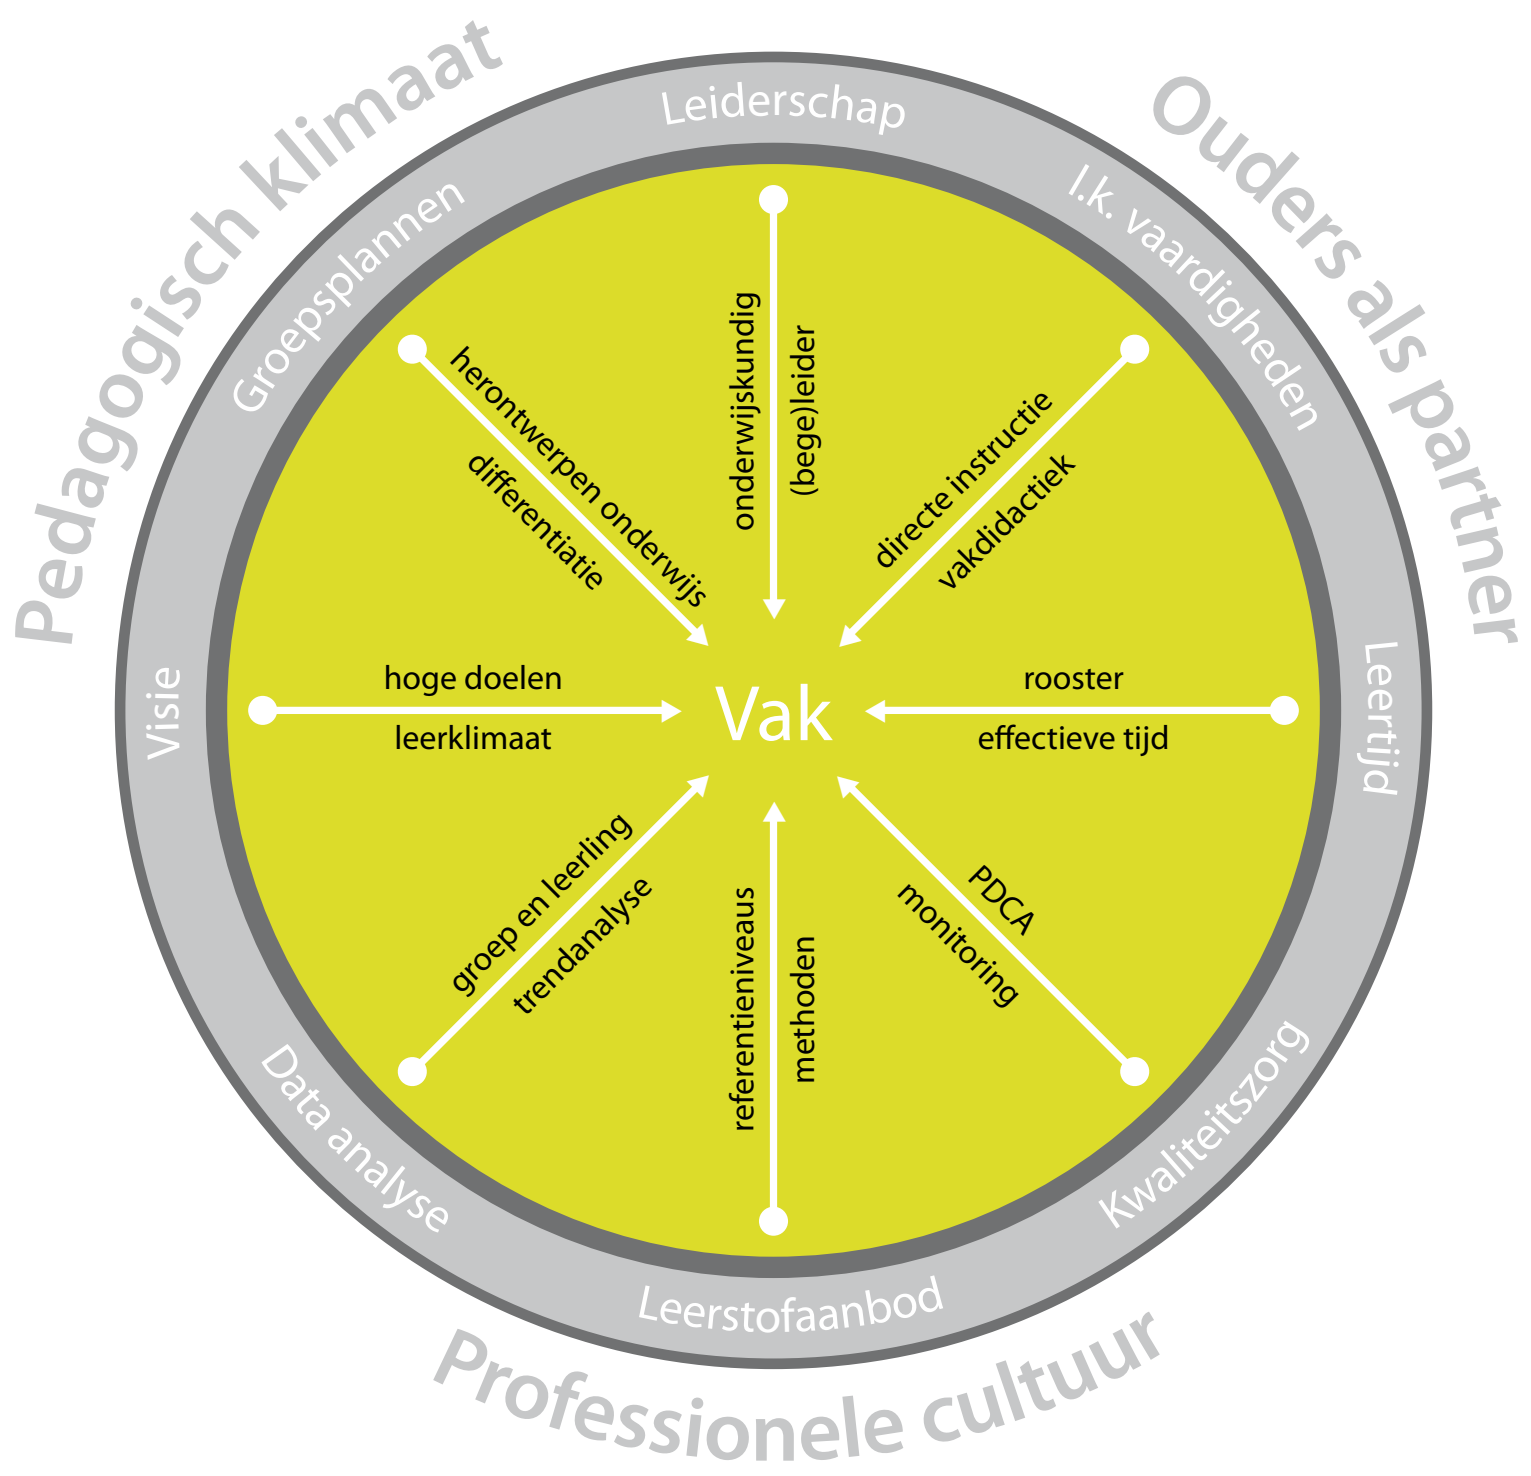 Pedagogisch klimaat
Ouders als partner
Professionele cultuur
Leiderschap
l.k. vaardigheden
Leertijd
Kwaliteitszorg
Leerstofaanbod
Data analyse
Visie
Groepsplannen
onderwijskundig
(bege)leider
directe instructie
vakdidactiek
rooster
effectieve tijd
PDCA
monitoring
referentieniveaus
methoden
groep en leerling
trendanalyse
hoge doelen
leerklimaat
herontwerpen onderwijs
differentiatie
Vak